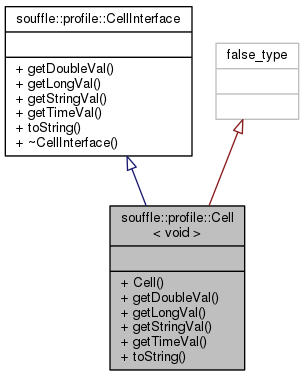 souffle::profile::CellInterface
+ getDoubleVal()
+ getLongVal()
+ getStringVal()
+ getTimeVal()
+ toString()
+ ~CellInterface()
false_type
souffle::profile::Cell
< void >
+ Cell()
+ getDoubleVal()
+ getLongVal()
+ getStringVal()
+ getTimeVal()
+ toString()